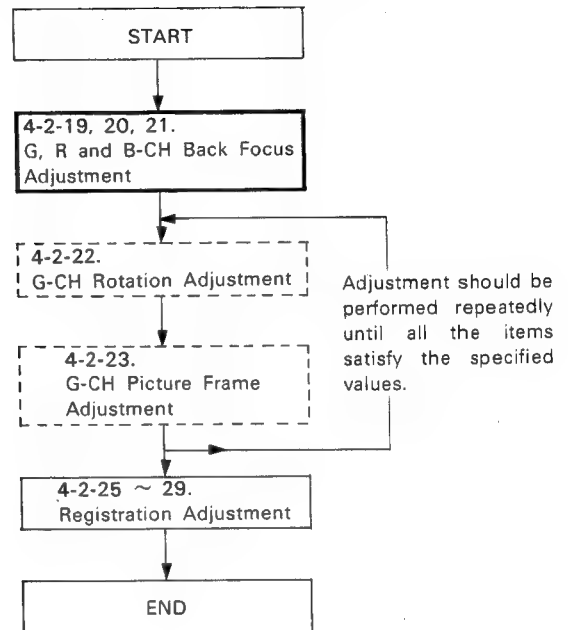 START
4-2-19, 20, 21.
G, R and B-CH Back Focus
Adjustment
4-2-22.
G-CH Rotation Adjustment
Adjustment should be
performed repeatedly
until all the items
satisfy the specified
values.
4-2-23.
G-CH Picture Frame
Adjustment
4-2-25 ~ 29.
Registration Adjustment
END